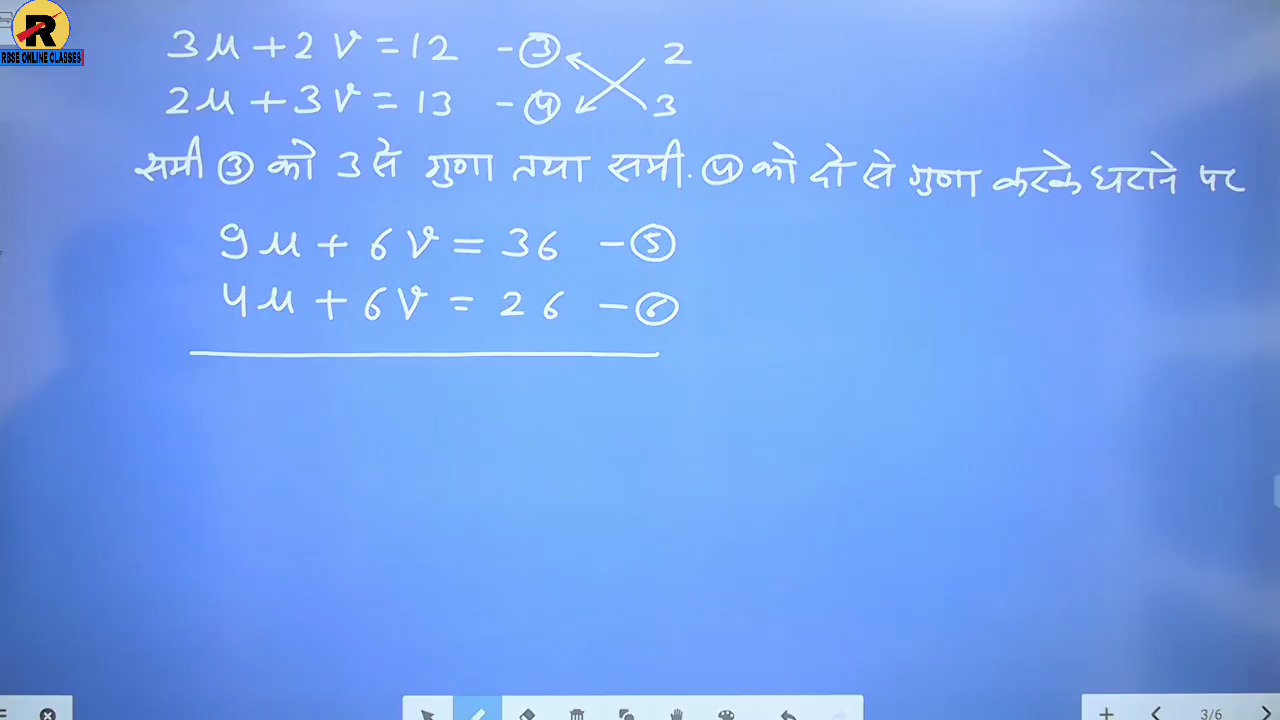 R
RBSE ONLINE CLASSES
3u + 2v = 12 - ③ 2
2u + 3v = 13 - ④ 3
समी ③ को 3 से गुणा तथा समी. ④ को दो से गुणा करके घटाने पर
9u + 6v = 36 - ⑤
4u + 6v = 26 - ⑥
3/6